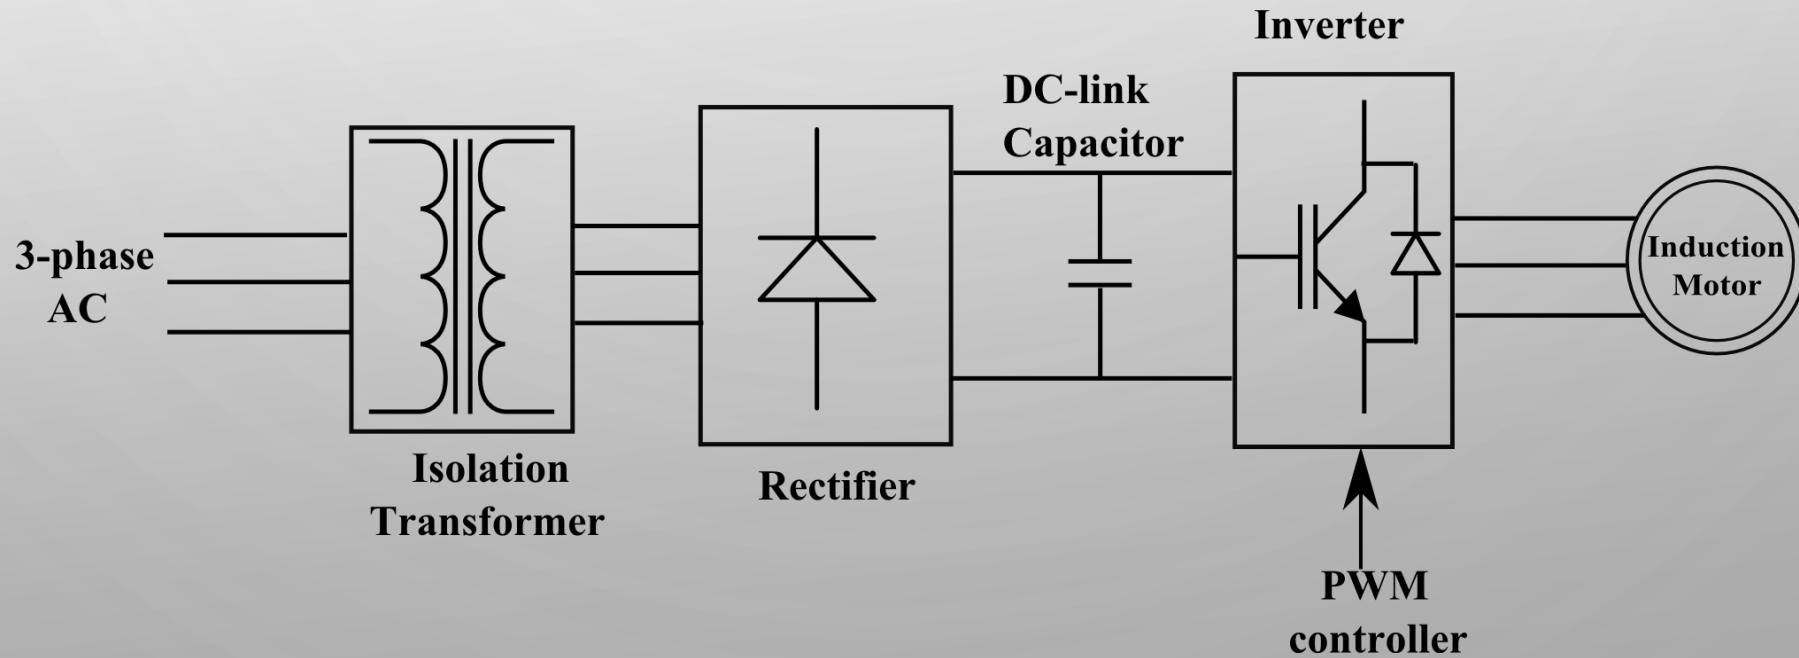 3-phase
AC
Isolation
Transformer
Rectifier
DC-link
Capacitor
Inverter
PWM
controller
Induction
Motor